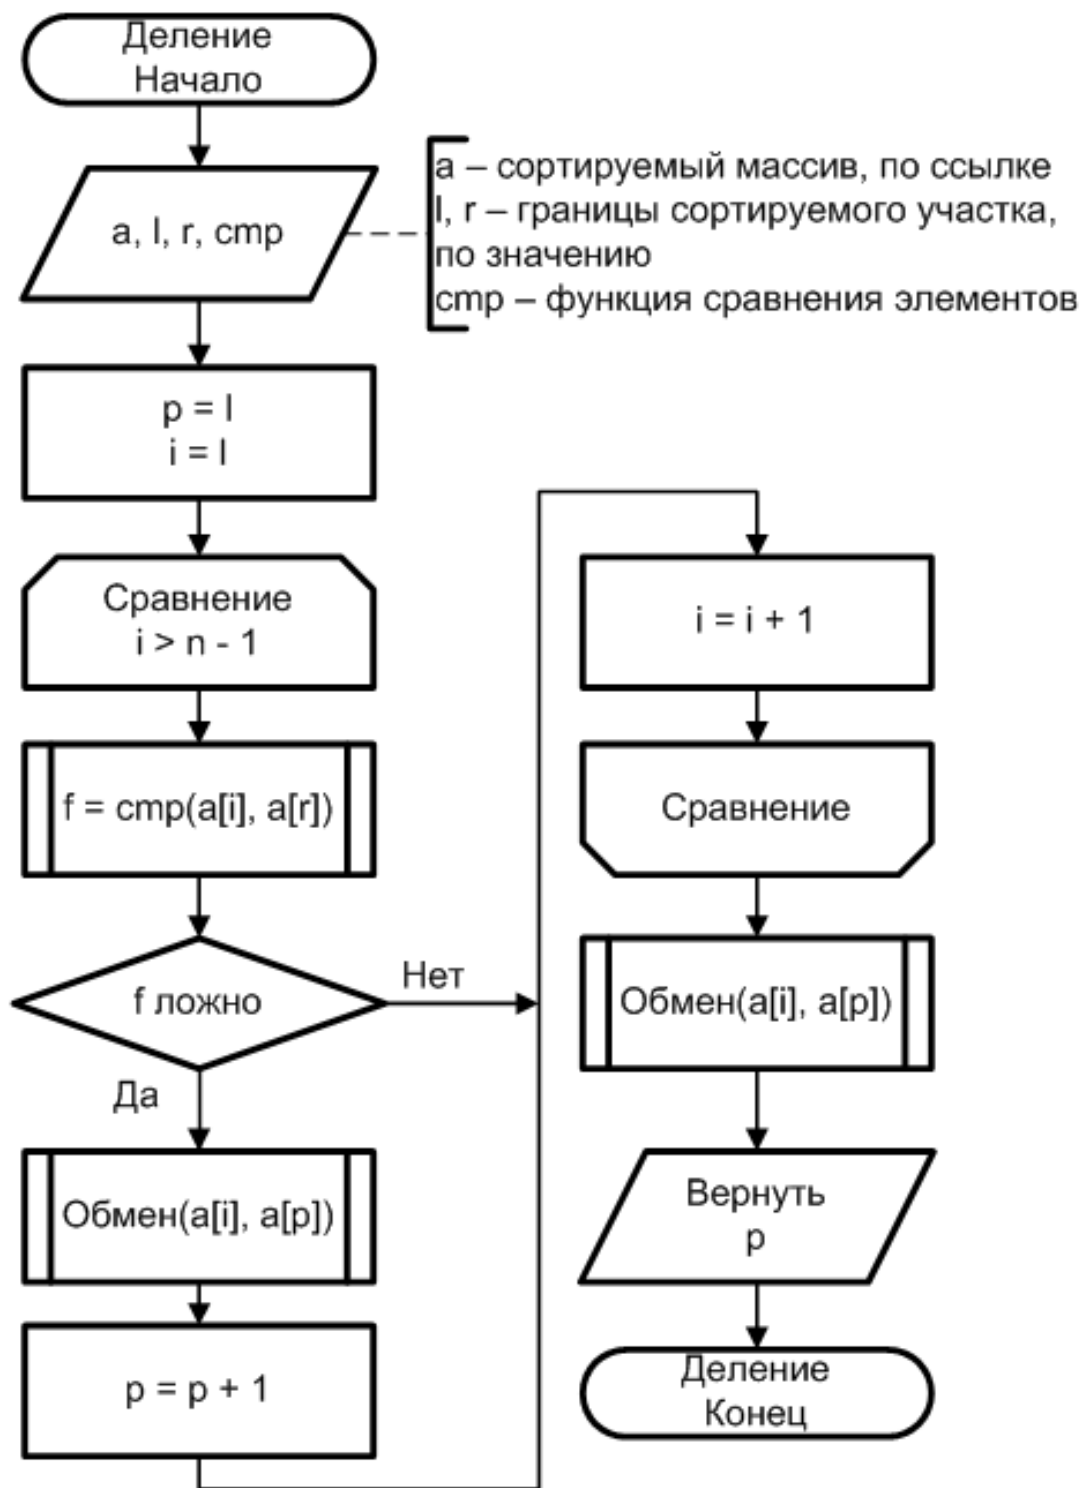 Деление
Начало
a, l, r, cmp
a – сортируемый массив, по ссылке
l, r – границы сортируемого участка,
по значению
cmp – функция сравнения элементов
p = l
i = l
Сравнение
i > n - 1
f = cmp(a[i], a[r])
f ложно
Нет
Да
Обмен(a[i], a[p])
p = p + 1
i = i + 1
Сравнение
Обмен(a[i], a[p])
Вернуть
p
Деление
Конец